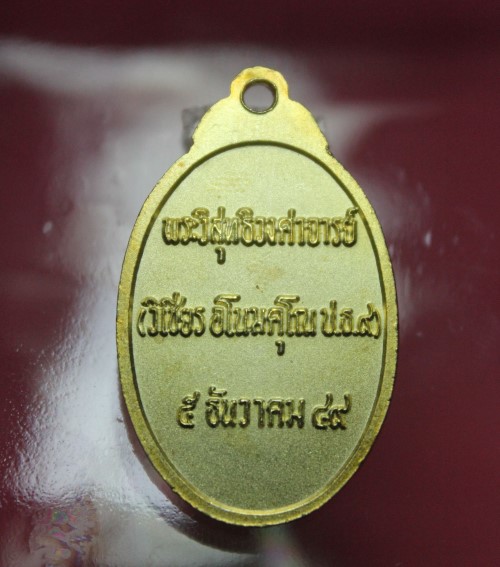 พระวิสุทธิวงศาจารย์
(วิเชียร อโนมคุโณ ป.ธ.๙)
๕ ธันวาคม ๔๙